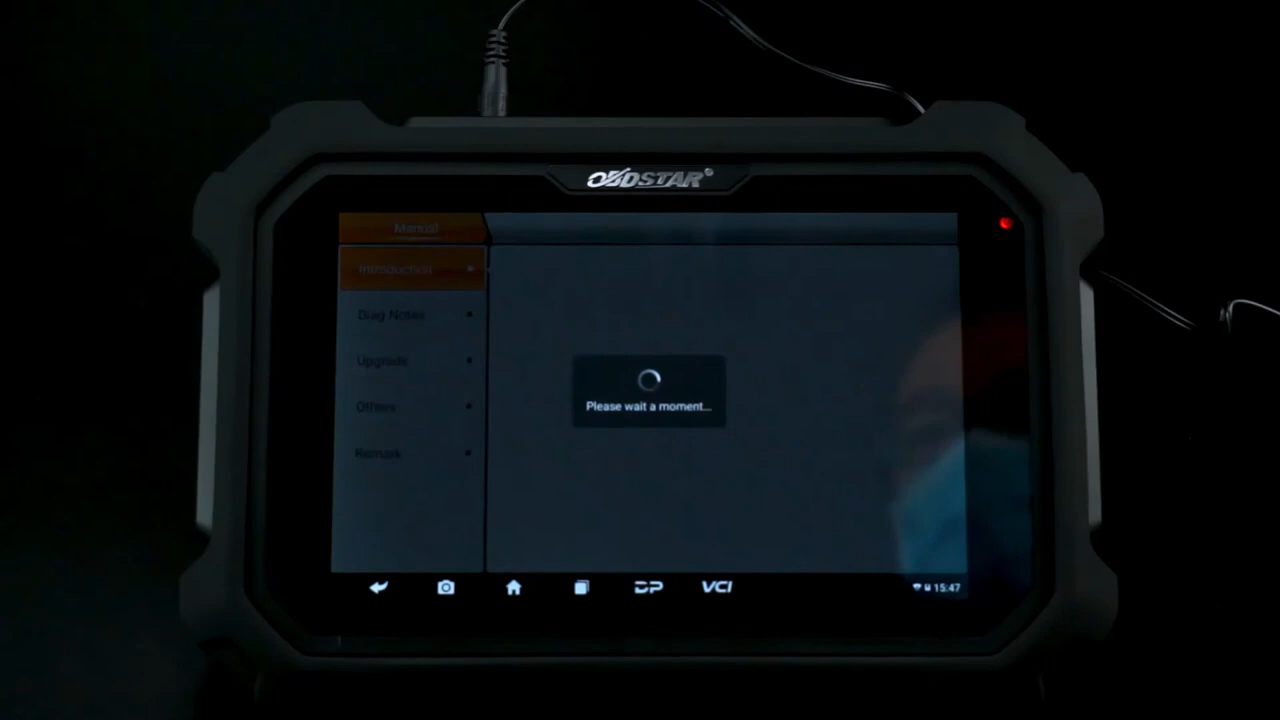 OBDSTAR®
Manual
Introduction
Diag Notes
Upgrade
Others
Remark
Please wait a moment...
DP
VCI
15:47